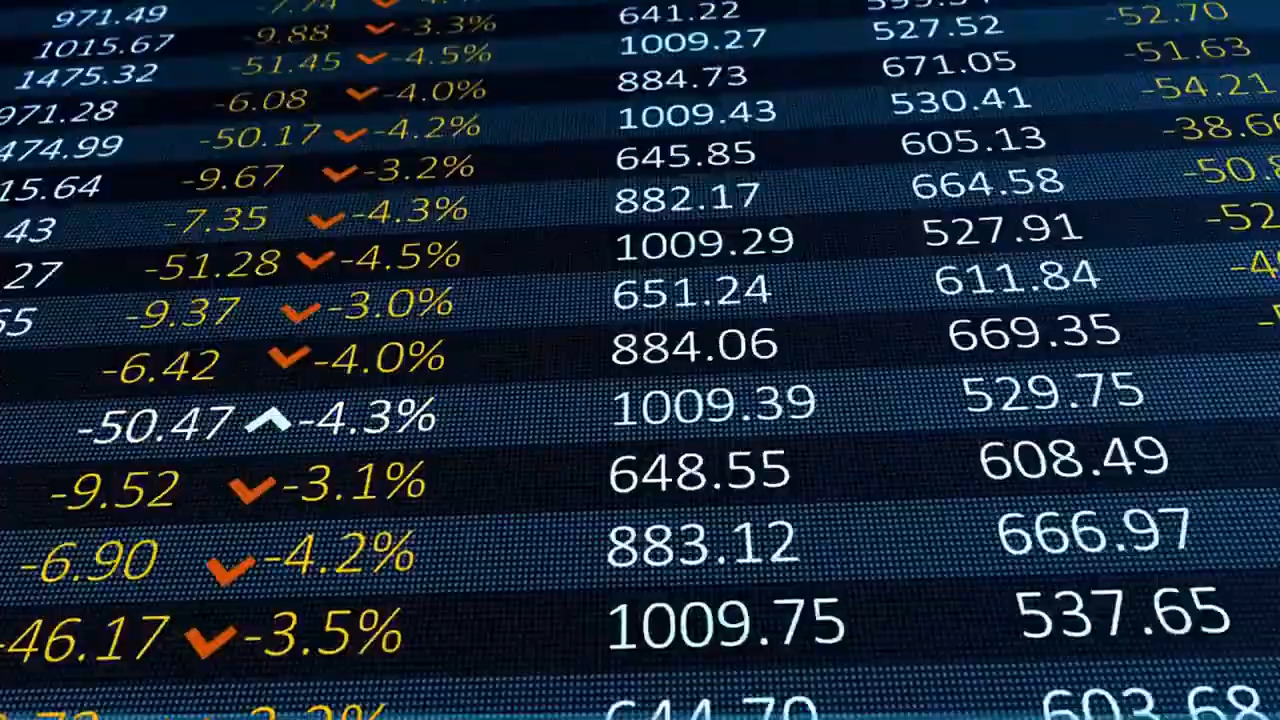 971.49 641.22
1015.67 -9.88 -3.3% 1009.27 527.52 -52.70
1475.32 -51.45 -4.5% 884.73 671.05 -51.63
971.28 -6.08 -4.0% 1009.43 530.41 -54.21
474.99 -50.17 -4.2% 645.85 605.13
15.64 -9.67 -3.2% 882.17 664.58
43 -7.35 -4.3% 1009.29 527.91
27 -51.28 -4.5% 651.24 611.84
-9.37 -3.0% 884.06 669.35
-6.42 -4.0% 1009.39 529.75
-50.47 -4.3% 648.55 608.49
-9.52 -3.1% 883.12 666.97
-6.90 -4.2% 1009.75 537.65
-46.17 -3.5%